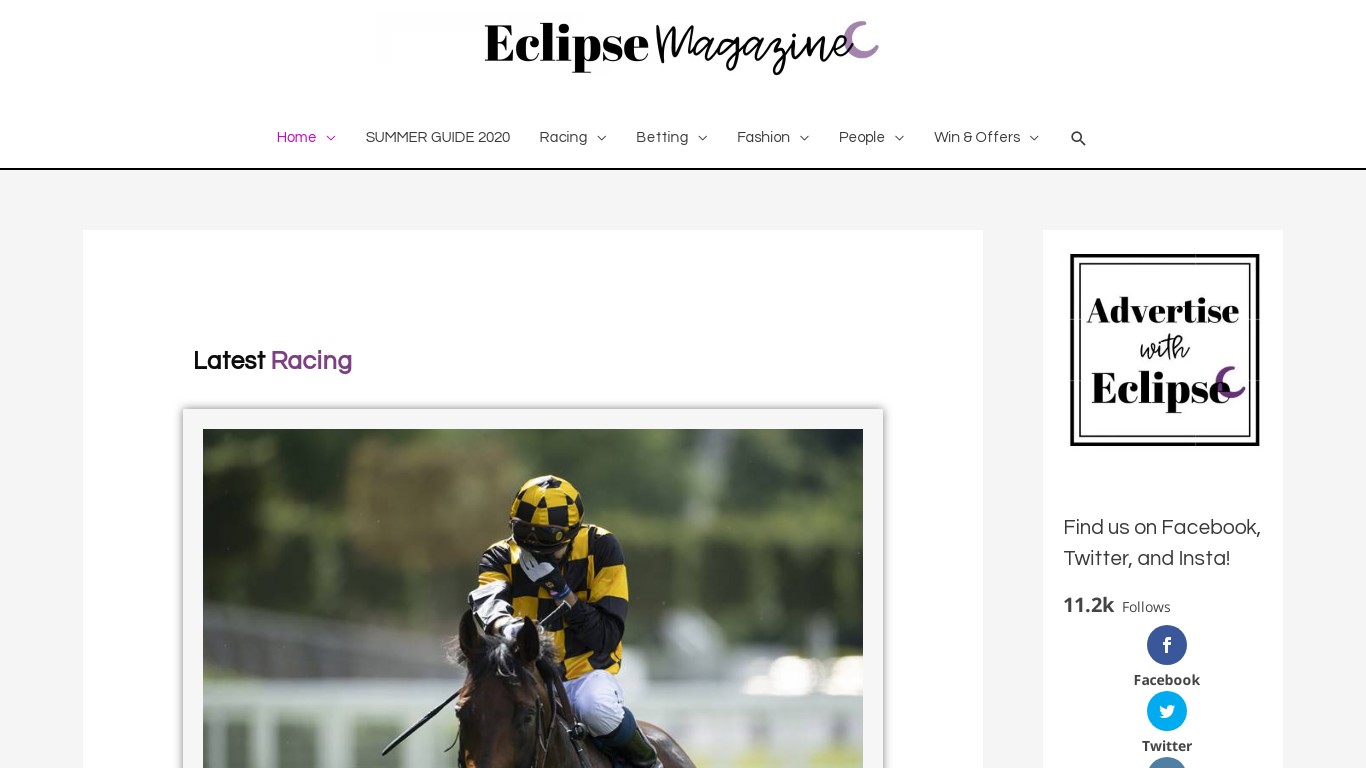 Eclipse Magazine
Home
SUMMER GUIDE 2020
Racing
Betting
Fashion
People
Win & Offers
Latest Racing
Advertise
with
Eclipse
Find us on Facebook,
Twitter, and Insta!
11.2k Follows
Facebook
Twitter